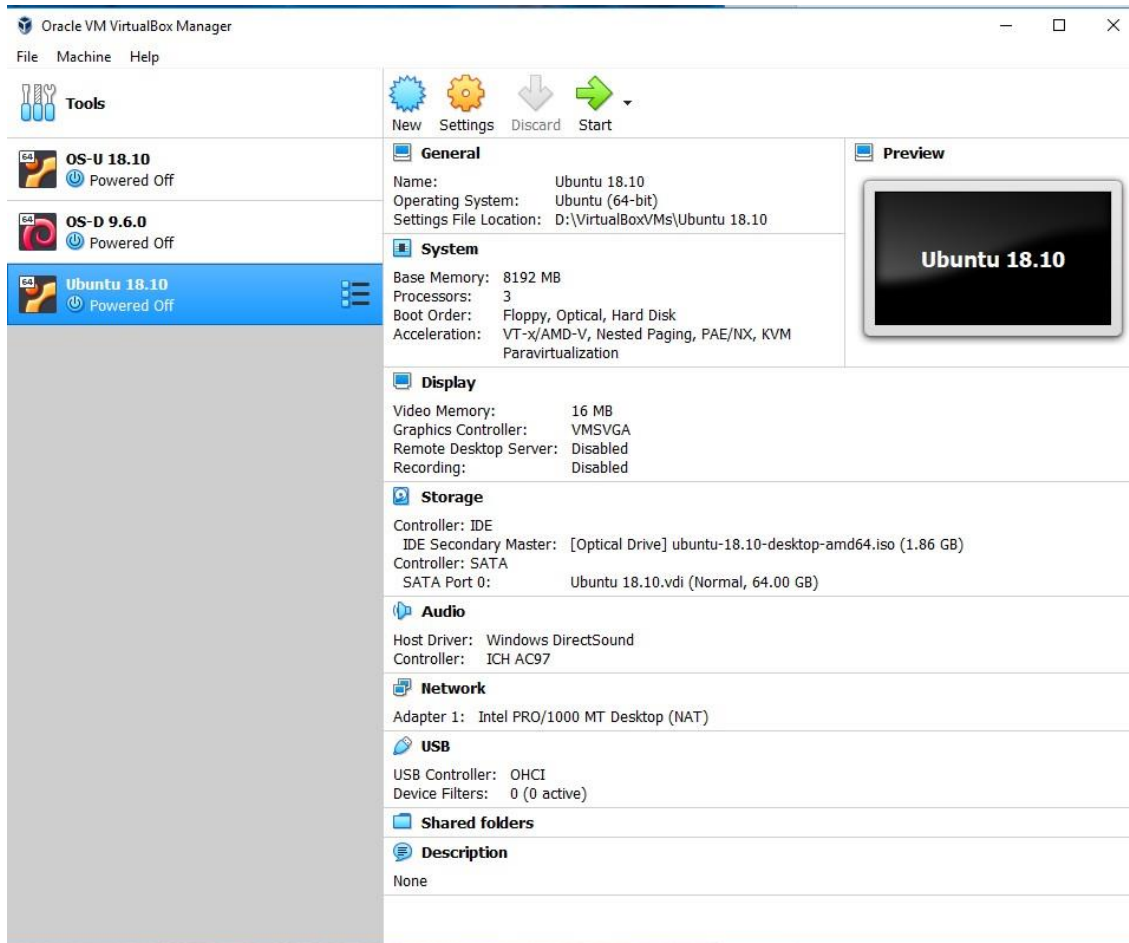 Oracle VM VirtualBox Manager
File Machine Help
Tools
New Settings Discard Start
64
OS-U 18.10
Powered Off
64
OS-D 9.6.0
Powered Off
64
Ubuntu 18.10
Powered Off
General
Name: Ubuntu 18.10
Operating System: Ubuntu (64-bit)
Settings File Location: D:\VirtualBoxVMs\Ubuntu 18.10
Preview
Ubuntu 18.10
System
Base Memory: 8192 MB
Processors: 3
Boot Order: Floppy, Optical, Hard Disk
Acceleration: VT-x/AMD-V, Nested Paging, PAE/NX, KVM
Paravirtualization
Display
Video Memory: 16 MB
Graphics Controller: VMSVGA
Remote Desktop Server: Disabled
Recording: Disabled
Storage
Controller: IDE
IDE Secondary Master: [Optical Drive] ubuntu-18.10-desktop-amd64.iso (1.86 GB)
Controller: SATA
SATA Port 0: Ubuntu 18.10.vdi (Normal, 64.00 GB)
Audio
Host Driver: Windows DirectSound
Controller: ICH AC97
Network
Adapter 1: Intel PRO/1000 MT Desktop (NAT)
USB
USB Controller: OHCI
Device Filters: 0 (0 active)
Shared folders
Description
None